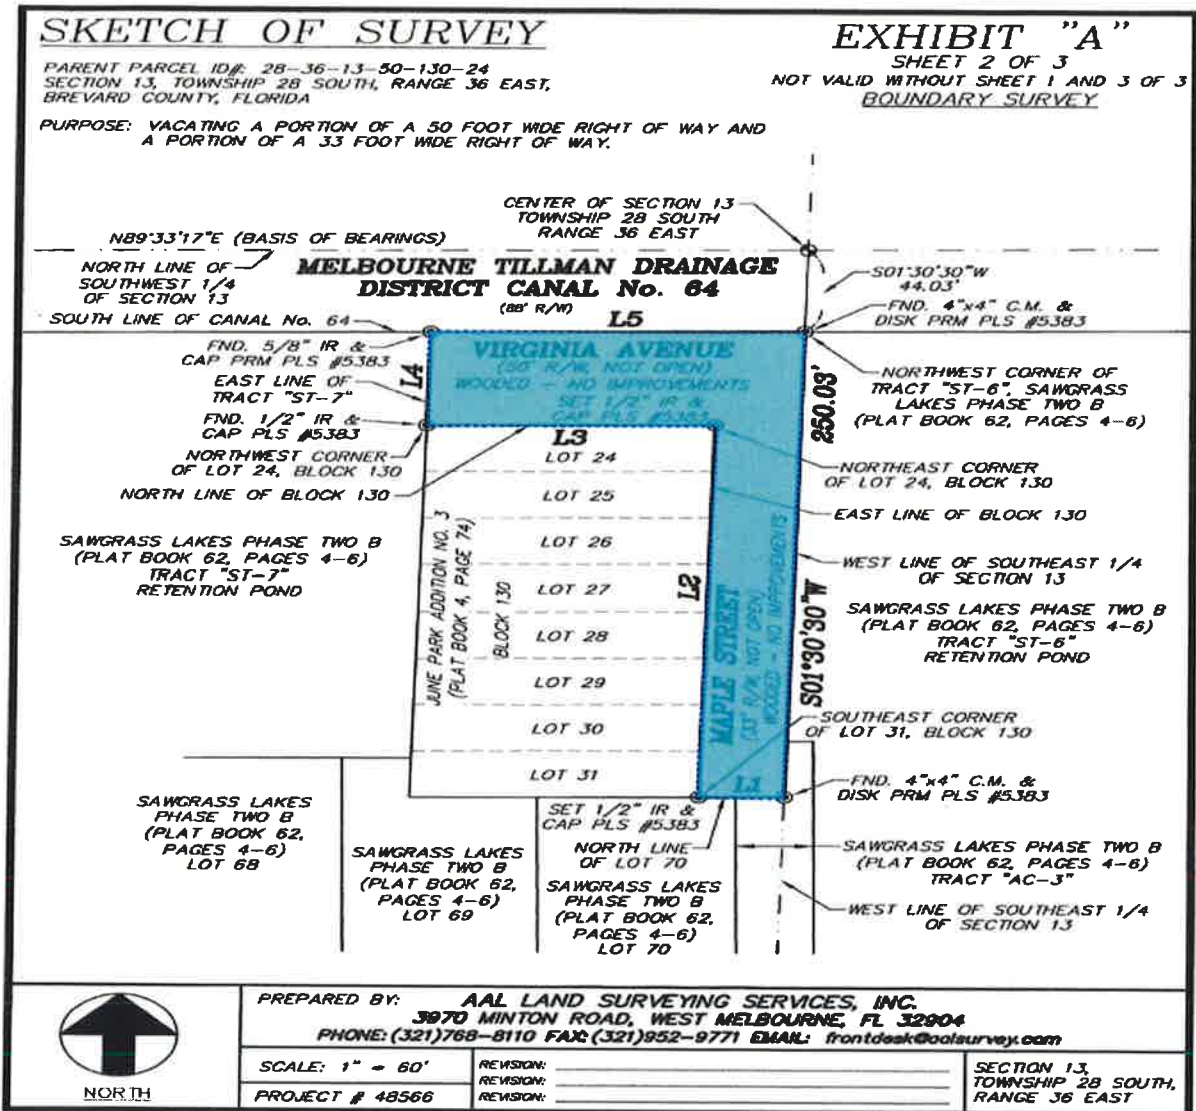 SKETCH OF SURVEY
EXHIBIT "A"
SHEET 2 OF 3
NOT VALID WITHOUT SHEET 1 AND 3 OF 3
BOUNDARY SURVEY
PARENT PARCEL ID#: 28-36-13-50-130-24
SECTION 13, TOWNSHIP 28 SOUTH, RANGE 36 EAST,
BREVARD COUNTY, FLORIDA
PURPOSE: VACATING A PORTION OF A 50 FOOT WIDE RIGHT OF WAY AND
A PORTION OF A 33 FOOT WIDE RIGHT OF WAY.
CENTER OF SECTION 13
TOWNSHIP 28 SOUTH
RANGE 36 EAST
N89°33'17"E (BASIS OF BEARINGS)
NORTH LINE OF
SOUTHWEST 1/4
OF SECTION 13
MELBOURNE TILLMAN DRAINAGE
DISTRICT CANAL No. 64
(88' R/W)
S01°30'30"W
44.03'
FND. 4"x4" C.M. &
DISK PRM PLS #5383
SOUTH LINE OF CANAL No. 64
L5
FND. 5/8" IR &
CAP PRM PLS #5383
L4
EAST LINE OF
TRACT "ST-7"
FND. 1/2" IR &
CAP PLS #5383
NORTHWEST CORNER
OF LOT 24, BLOCK 130
NORTH LINE OF BLOCK 130
VIRGINIA AVENUE
(50' R/W, NOT OPEN)
WOODED - NO IMPROVEMENTS
SET 1/2" IR &
CAP PLS #5383
L3
250.03'
NORTHWEST CORNER OF
TRACT "ST-6", SAWGRASS
LAKES PHASE TWO B
(PLAT BOOK 62, PAGES 4-6)
NORTHEAST CORNER
OF LOT 24, BLOCK 130
EAST LINE OF BLOCK 130
WEST LINE OF SOUTHEAST 1/4
OF SECTION 13
SAWGRASS LAKES PHASE TWO B
(PLAT BOOK 62, PAGES 4-6)
TRACT "ST-7"
RETENTION POND
JUNE PARK ADDITION NO. 3
(PLAT BOOK 4, PAGE 74)
BLOCK 130
LOT 24
LOT 25
LOT 26
LOT 27
LOT 28
LOT 29
LOT 30
LOT 31
L2
MAPLE STREET
(33' R/W, NOT OPEN)
WOODED - NO IMPROVEMENTS
S01°30'30"W
SAWGRASS LAKES PHASE TWO B
(PLAT BOOK 62, PAGES 4-6)
TRACT "ST-6"
RETENTION POND
SOUTHEAST CORNER
OF LOT 31, BLOCK 130
L1
FND. 4"x4" C.M. &
DISK PRM PLS #5383
SET 1/2" IR &
CAP PLS #5383
NORTH LINE
OF LOT 70
SAWGRASS LAKES
PHASE TWO B
(PLAT BOOK 62,
PAGES 4-6)
LOT 68
SAWGRASS LAKES
PHASE TWO B
(PLAT BOOK 62,
PAGES 4-6)
LOT 69
SAWGRASS LAKES
PHASE TWO B
(PLAT BOOK 62,
PAGES 4-6)
LOT 70
SAWGRASS LAKES PHASE TWO B
(PLAT BOOK 62, PAGES 4-6)
TRACT "AC-3"
WEST LINE OF SOUTHEAST 1/4
OF SECTION 13
NORTH
PREPARED BY: AAL LAND SURVEYING SERVICES, INC.
3970 MINTON ROAD, WEST MELBOURNE, FL 32904
PHONE: (321)768-8110 FAX: (321)952-9771 EMAIL: frontdesk@aalsurvey.com
SCALE: 1" = 60'
PROJECT # 48566
REVISION:
REVISION:
REVISION:
SECTION 13,
TOWNSHIP 28 SOUTH,
RANGE 36 EAST